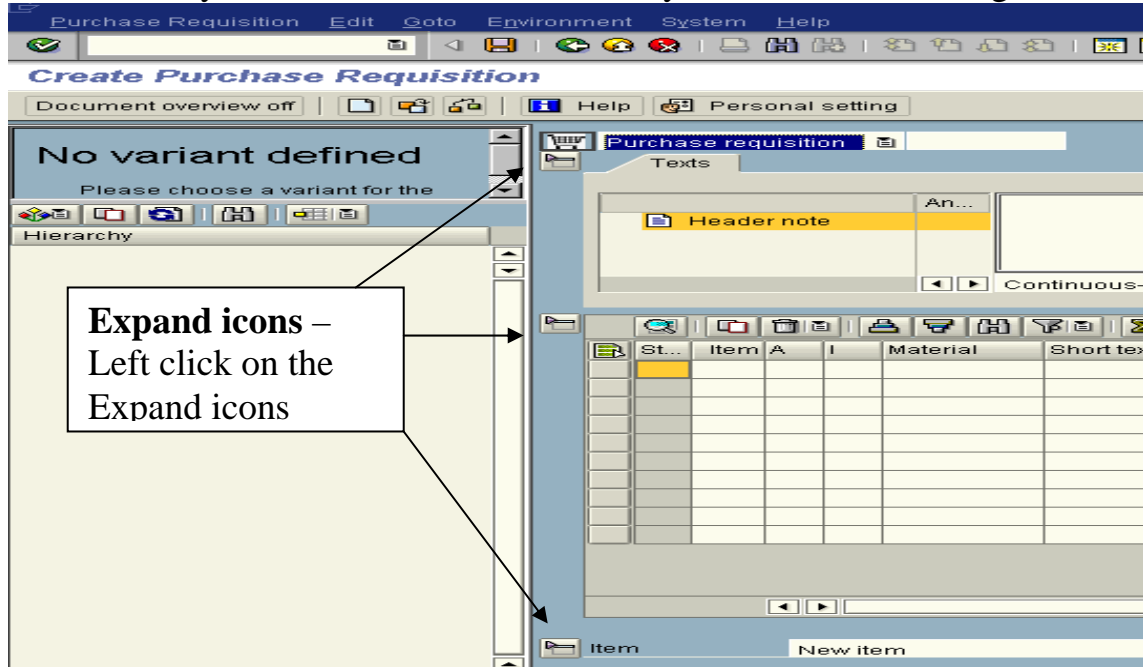 Purchase Requisition Edit Goto Environment System Help
Create Purchase Requisition
Document overview off Help Personal setting
No variant defined
Please choose a variant for the
Hierarchy
Purchase requisition
Texts
An...
Header note
Continuous-
Expand icons –
Left click on the
Expand icons
St... Item A I Material Short tex
Item New item